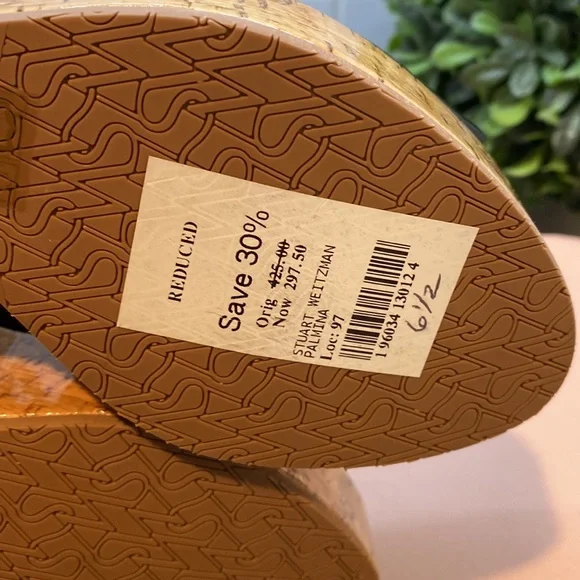 REDUCED
Save 30%
Orig 425.00
Now 297.50
STUART WEITZMAN
PALMINA
Loc: 97
1 96034 13012 4
6 1/2